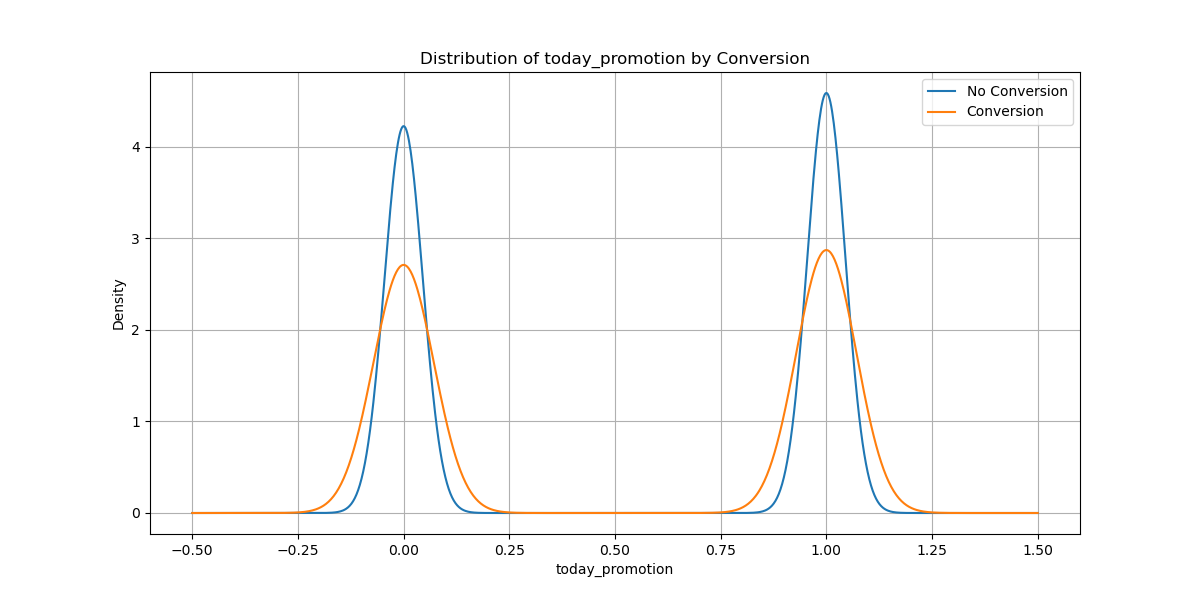 Distribution of today_promotion by Conversion
No Conversion
Conversion
Density
4
3
2
1
0
−0.50
−0.25
0.00
0.25
0.50
0.75
1.00
1.25
1.50
today_promotion